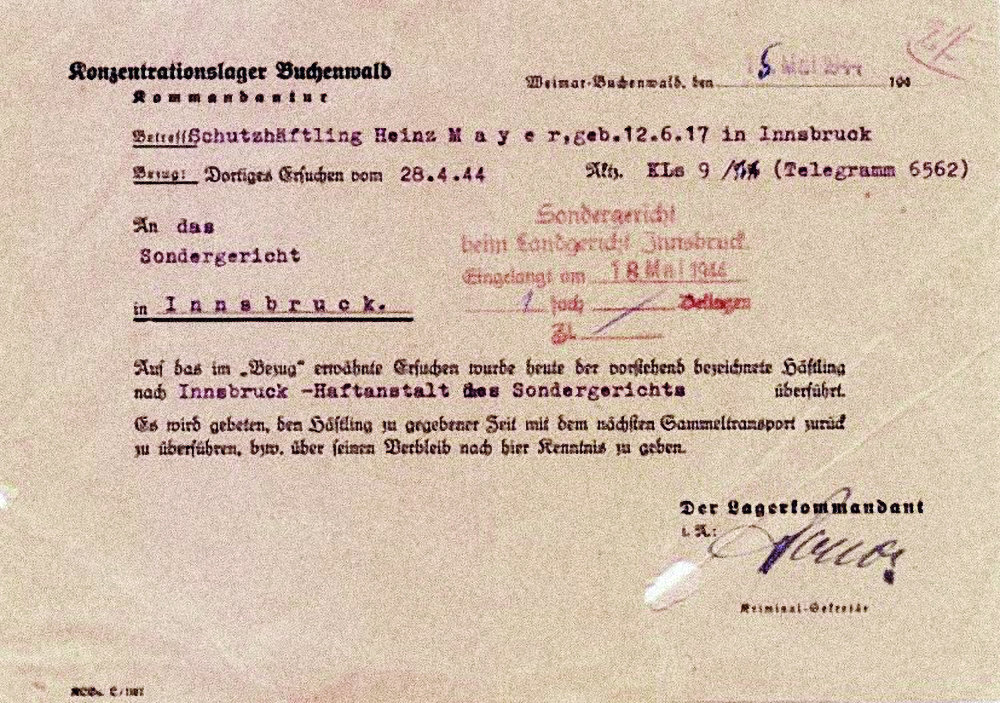 Konzentrationslager Buchenwald
Kommandantur
Weimar-Buchenwald, den 15. Mai 1944 194
Betreff: Schutzhäftling Heinz M a y e r, geb. 12.6.17 in Innsbruck
Bezug: Dortiges Ersuchen vom 28.4.44 Aktz. KLs 9 / (Telegramm 6562)
An das
Sondergericht
in I n n s b r u c k.
Sondergericht
beim Landgericht Innsbruck
Eingelangt am 18. Mai 1944
1 fach Beilagen
Zl.
Auf das im „Bezug“ erwähnte Ersuchen wurde heute der vorstehend bezeichnete Häftling
nach Innsbruck -Haftanstalt des Sondergerichts überführt.
Es wird gebeten, den Häftling zu gegebener Zeit mit dem nächsten Sammeltransport zurück
zu überführen, bzw. über seinen Verbleib nach hier Kenntnis zu geben.
Der Lagerkommandant
i. A.:
Kriminal-Sekretär